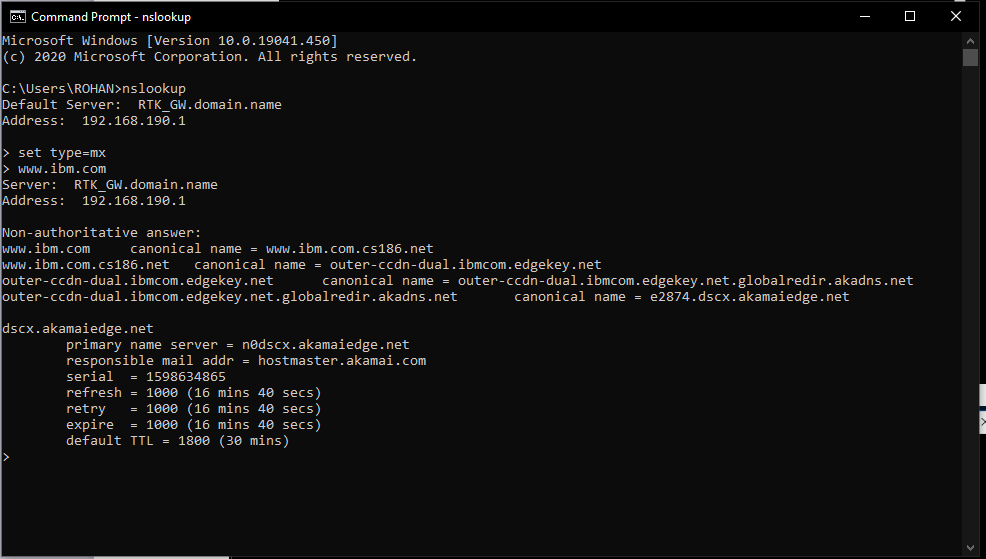 Command Prompt - nslookup
Microsoft Windows [Version 10.0.19041.450]
(c) 2020 Microsoft Corporation. All rights reserved.
C:\Users\ROHAN>nslookup
Default Server:  RTK_GW.domain.name
Address:  192.168.190.1
> set type=mx
> www.ibm.com
Server:  RTK_GW.domain.name
Address:  192.168.190.1
Non-authoritative answer:
www.ibm.com     canonical name = www.ibm.com.cs186.net
www.ibm.com.cs186.net   canonical name = outer-ccdn-dual.ibmcom.edgekey.net
outer-ccdn-dual.ibmcom.edgekey.net      canonical name = outer-ccdn-dual.ibmcom.edgekey.net.globalredir.akadns.net
outer-ccdn-dual.ibmcom.edgekey.net.globalredir.akadns.net       canonical name = e2874.dscx.akamaiedge.net
dscx.akamaiedge.net
        primary name server = n0dscx.akamaiedge.net
        responsible mail addr = hostmaster.akamai.com
        serial  = 1598634865
        refresh = 1000 (16 mins 40 secs)
        retry   = 1000 (16 mins 40 secs)
        expire  = 1000 (16 mins 40 secs)
        default TTL = 1800 (30 mins)
>